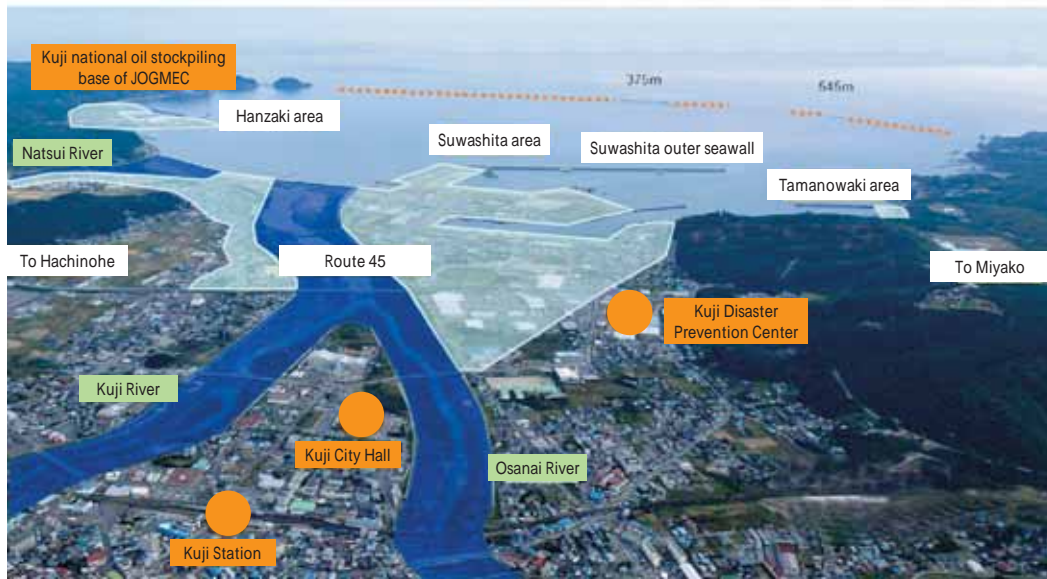 Kuji national oil stockpiling
base of JOGMEC
375m
545m
Hanzaki area
Suwashita area
Suwashita outer seawall
Natsui River
Tamanowaki area
To Hachinohe
Route 45
To Miyako
Kuji Disaster
Prevention Center
Kuji River
Kuji City Hall
Osanai River
Kuji Station